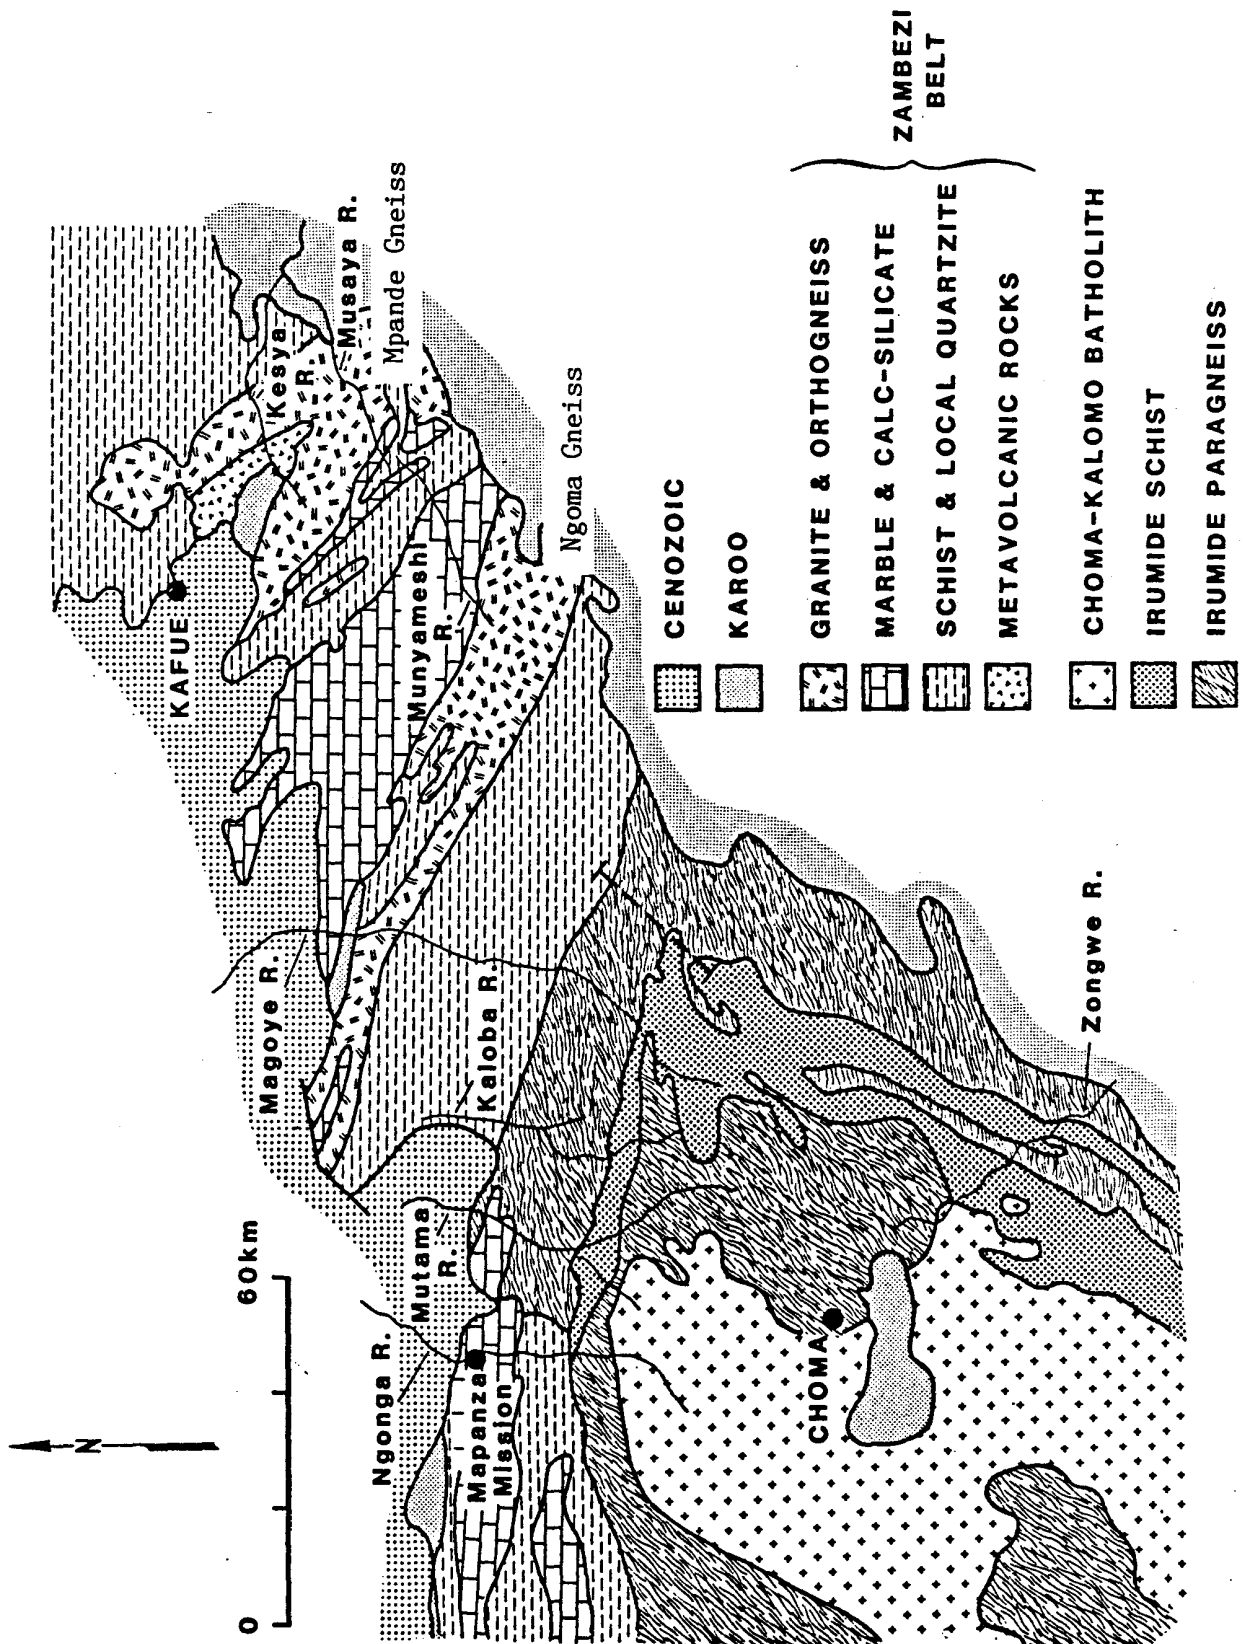 N
0
60km
KAFUE
Kesya
R.
Musaya R.
Mpande Gneiss
Munyameshi
R.
Ngoma Gneiss
Magoye R.
Kaloba R.
Mutama
R.
Ngonga R.
Mapanza
Mission
CHOMA
Zongwe R.
CENOZOIC
KAROO
GRANITE & ORTHOGNEISS
MARBLE & CALC-SILICATE
SCHIST & LOCAL QUARTZITE
METAVOLCANIC ROCKS
ZAMBEZI
BELT
CHOMA-KALOMO BATHOLITH
IRUMIDE SCHIST
IRUMIDE PARAGNEISS